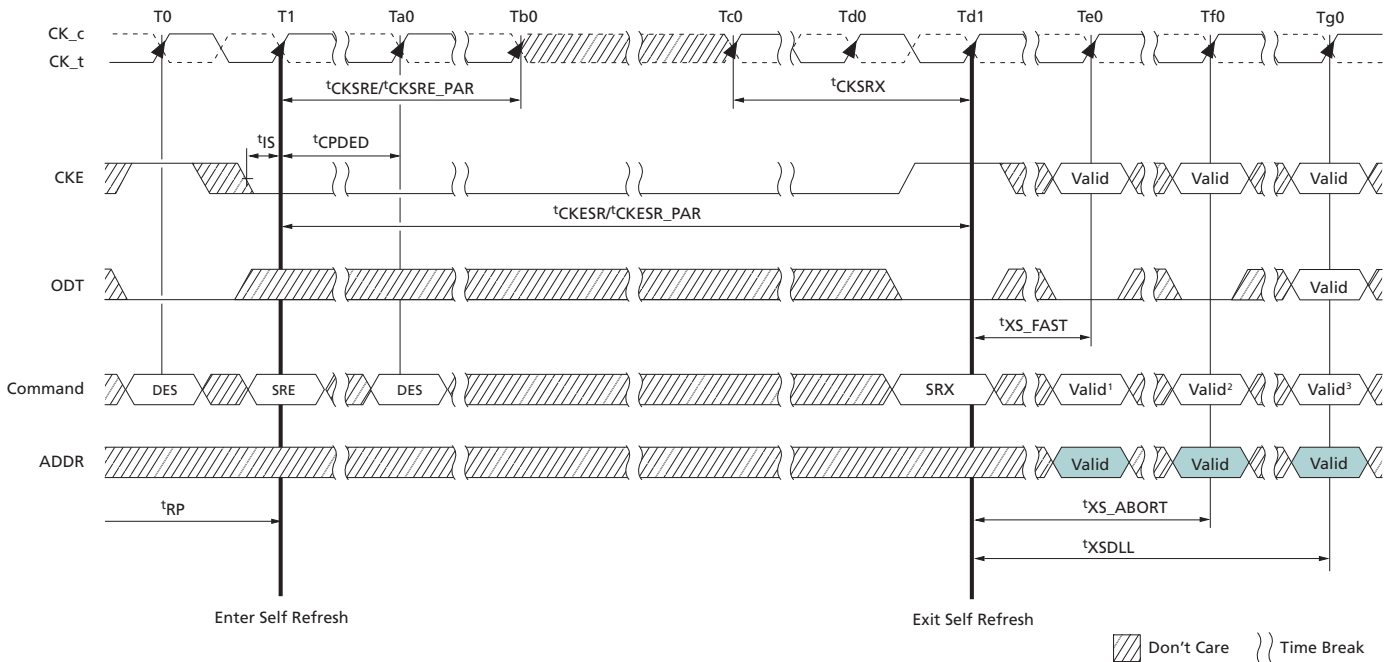 T0 T1 Ta0 Tb0 Tc0 Td0 Td1 Te0 Tf0 Tg0
CK_c
CK_t
tCKSRE/tCKSRE_PAR tCKSRX
tIS tCPDED
CKE Valid Valid Valid
tCKESR/tCKESR_PAR
ODT Valid
tXS_FAST
Command DES SRE DES SRX Valid1 Valid2 Valid3
ADDR Valid Valid Valid
tRP tXS_ABORT
tXSDLL
Enter Self Refresh Exit Self Refresh
Don't Care Time Break